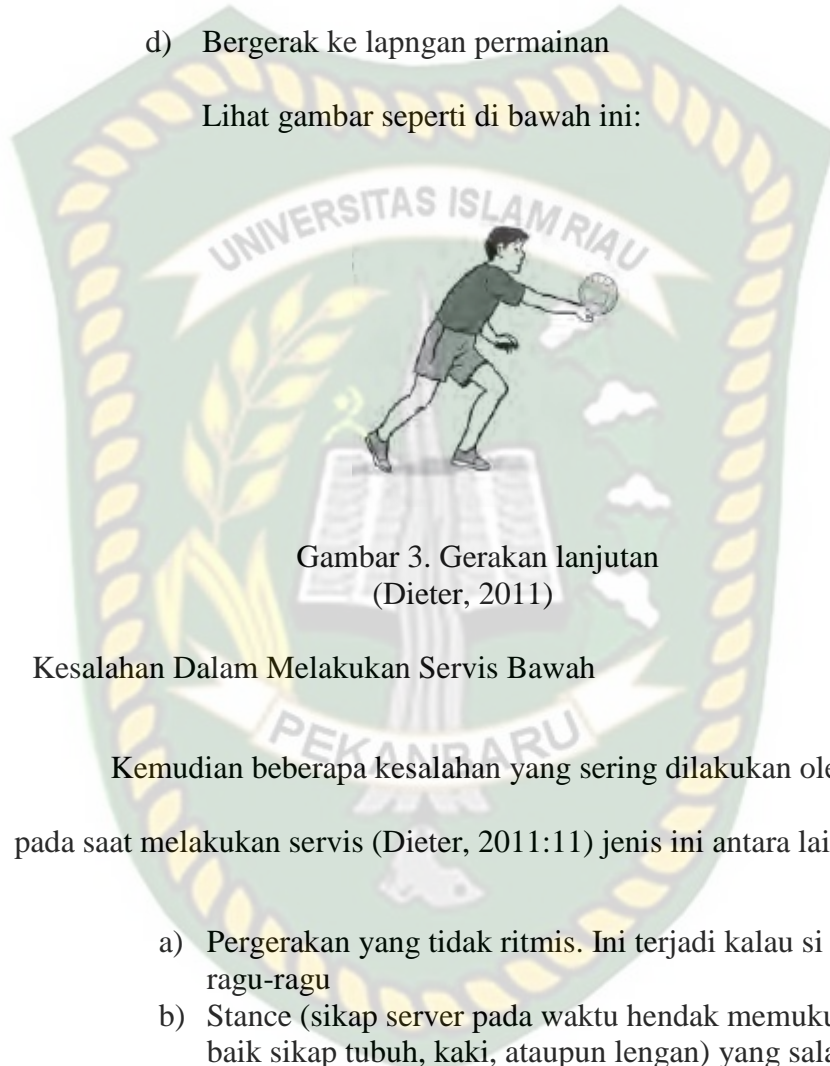 d) Bergerak ke lapngan permainan
Lihat gambar seperti di bawah ini:
UNIVERSITAS ISLAM RIAU
Gambar 3. Gerakan lanjutan
(Dieter, 2011)
Kesalahan Dalam Melakukan Servis Bawah
PEKANBARU
Kemudian beberapa kesalahan yang sering dilakukan ole
pada saat melakukan servis (Dieter, 2011:11) jenis ini antara lai
a) Pergerakan yang tidak ritmis. Ini terjadi kalau si
ragu-ragu
b) Stance (sikap server pada waktu hendak memuku
baik sikap tubuh, kaki, ataupun lengan) yang sala